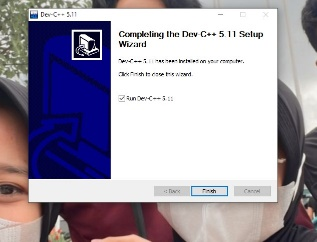 Dev-C++ 5.11
Completing the Dev-C++ 5.11 Setup
Wizard
Dev-C++ 5.11 has been installed on your computer.
Click Finish to close this wizard.
Run Dev-C++ 5.11
< Back
Finish
Cancel